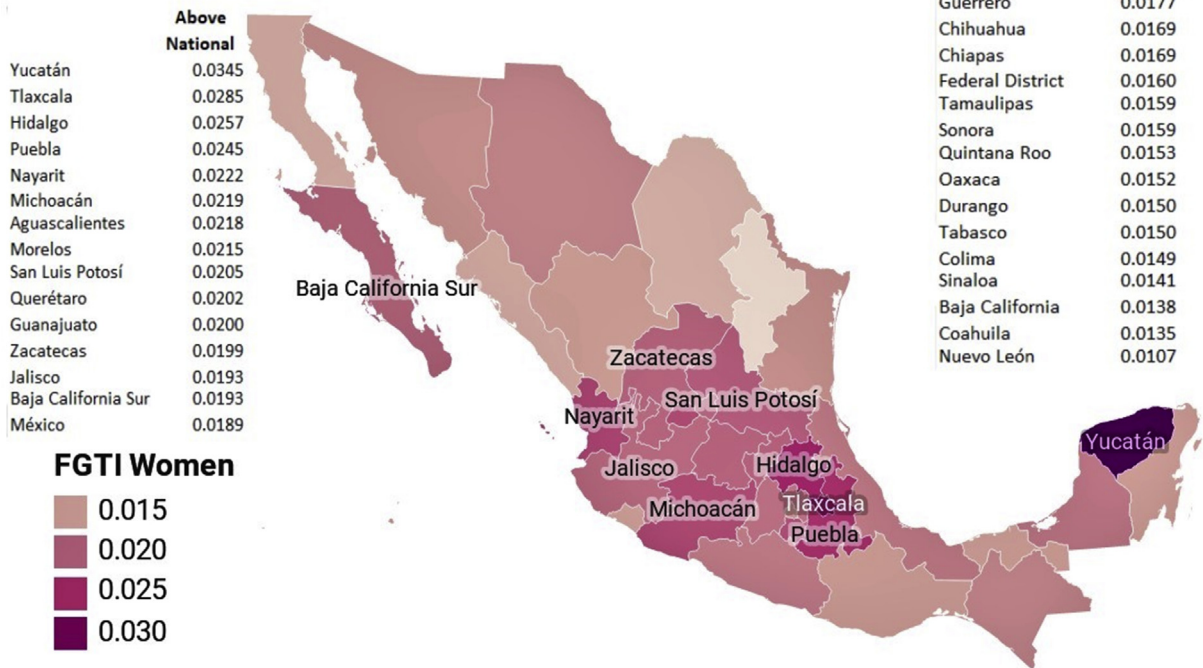 Above
National
Yucatán 0.0345
Tlaxcala 0.0285
Hidalgo 0.0257
Puebla 0.0245
Nayarit 0.0222
Michoacán 0.0219
Aguascalientes 0.0218
Morelos 0.0215
San Luis Potosí 0.0205
Querétaro 0.0202
Guanajuato 0.0200
Zacatecas 0.0199
Jalisco 0.0193
Baja California Sur 0.0193
México 0.0189
Guerrero 0.0177
Chihuahua 0.0169
Chiapas 0.0169
Federal District 0.0160
Tamaulipas 0.0159
Sonora 0.0159
Quintana Roo 0.0153
Oaxaca 0.0152
Durango 0.0150
Tabasco 0.0150
Colima 0.0149
Sinaloa 0.0141
Baja California 0.0138
Coahuila 0.0135
Nuevo León 0.0107
Baja California Sur
Zacatecas
San Luis Potosí
Nayarit
Jalisco
Hidalgo
Michoacán
Tlaxcala
Puebla
Yucatán
FGTI Women
0.015
0.020
0.025
0.030